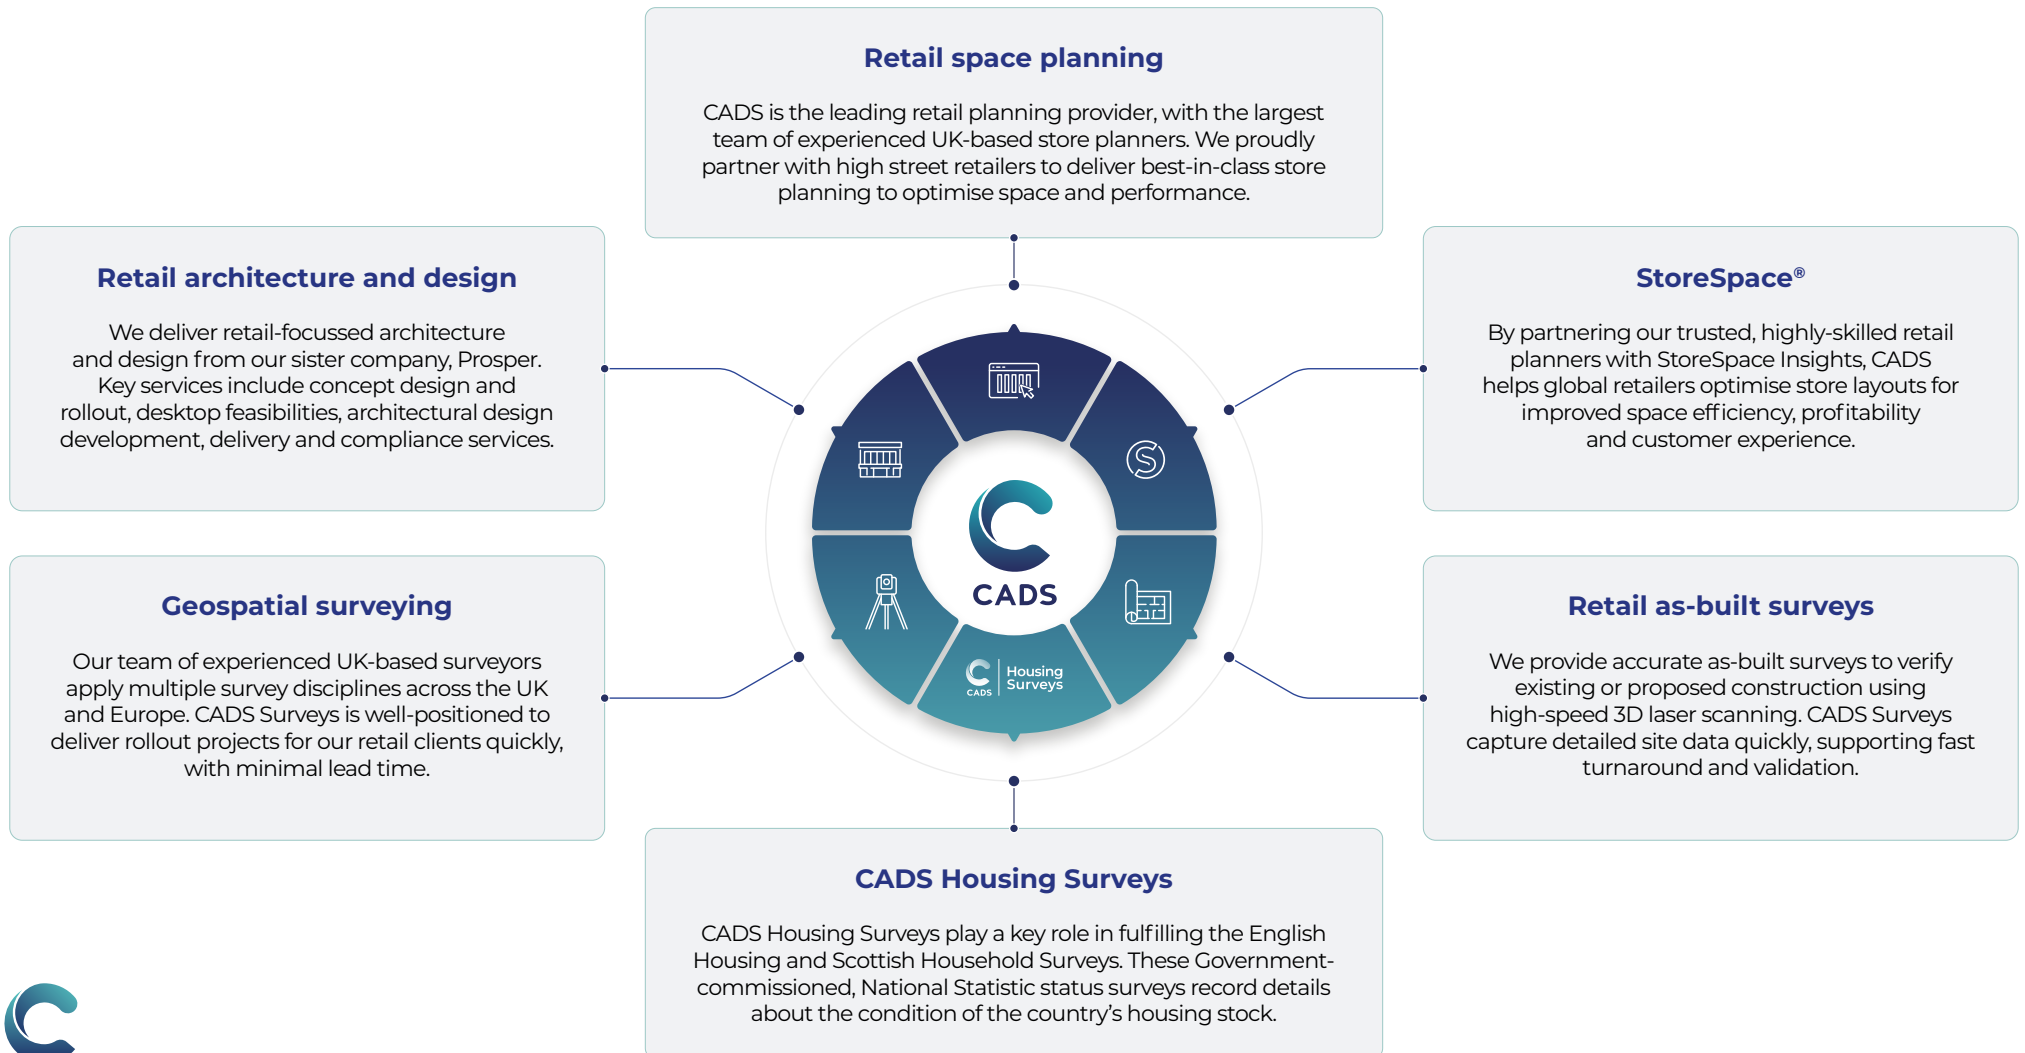 Retail space planning
CADS is the leading retail planning provider, with the largest
team of experienced UK-based store planners. We proudly
partner with high street retailers to deliver best-in-class store
planning to optimise space and performance.
Retail architecture and design
We deliver retail-focussed architecture
and design from our sister company, Prosper.
Key services include concept design and
rollout, desktop feasibilities, architectural design
development, delivery and compliance services.
StoreSpace®
By partnering our trusted, highly-skilled retail
planners with StoreSpace Insights, CADS
helps global retailers optimise store layouts for
improved space efficiency, profitability
and customer experience.
CADS
CADS
Housing
Surveys
Geospatial surveying
Our team of experienced UK-based surveyors
apply multiple survey disciplines across the UK
and Europe. CADS Surveys is well-positioned to
deliver rollout projects for our retail clients quickly,
with minimal lead time.
Retail as-built surveys
We provide accurate as-built surveys to verify
existing or proposed construction using
high-speed 3D laser scanning. CADS Surveys
capture detailed site data quickly, supporting fast
turnaround and validation.
CADS Housing Surveys
CADS Housing Surveys play a key role in fulfilling the English
Housing and Scottish Household Surveys. These Government-
commissioned, National Statistic status surveys record details
about the condition of the country's housing stock.